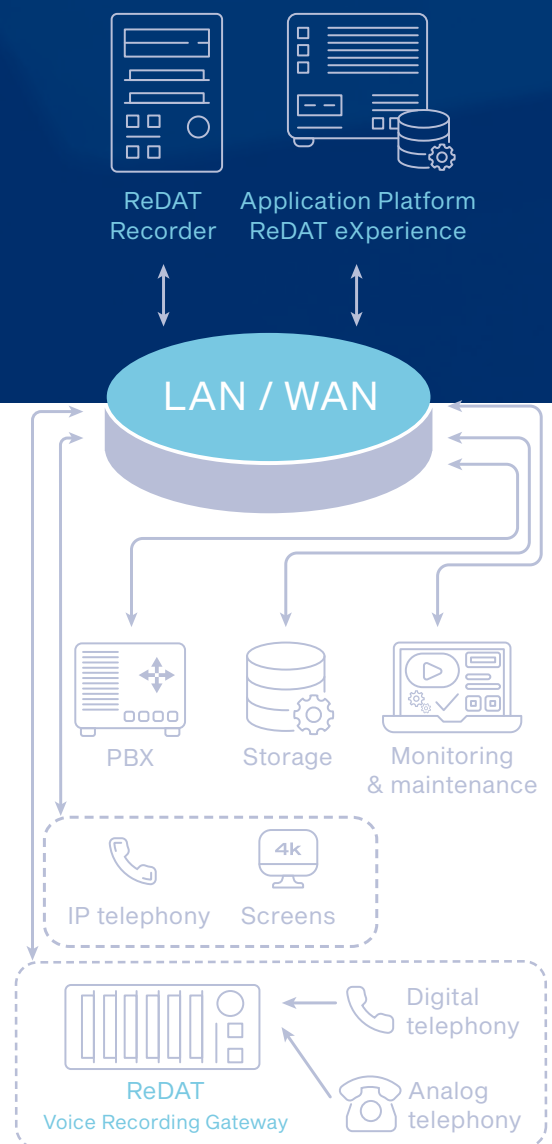 ReDAT
Recorder
Application Platform
ReDAT eXperience
LAN / WAN
PBX
Storage
Monitoring
& maintenance
4k
IP telephony
Screens
Digital
telephony
ReDAT
Voice Recording Gateway
Analog
telephony